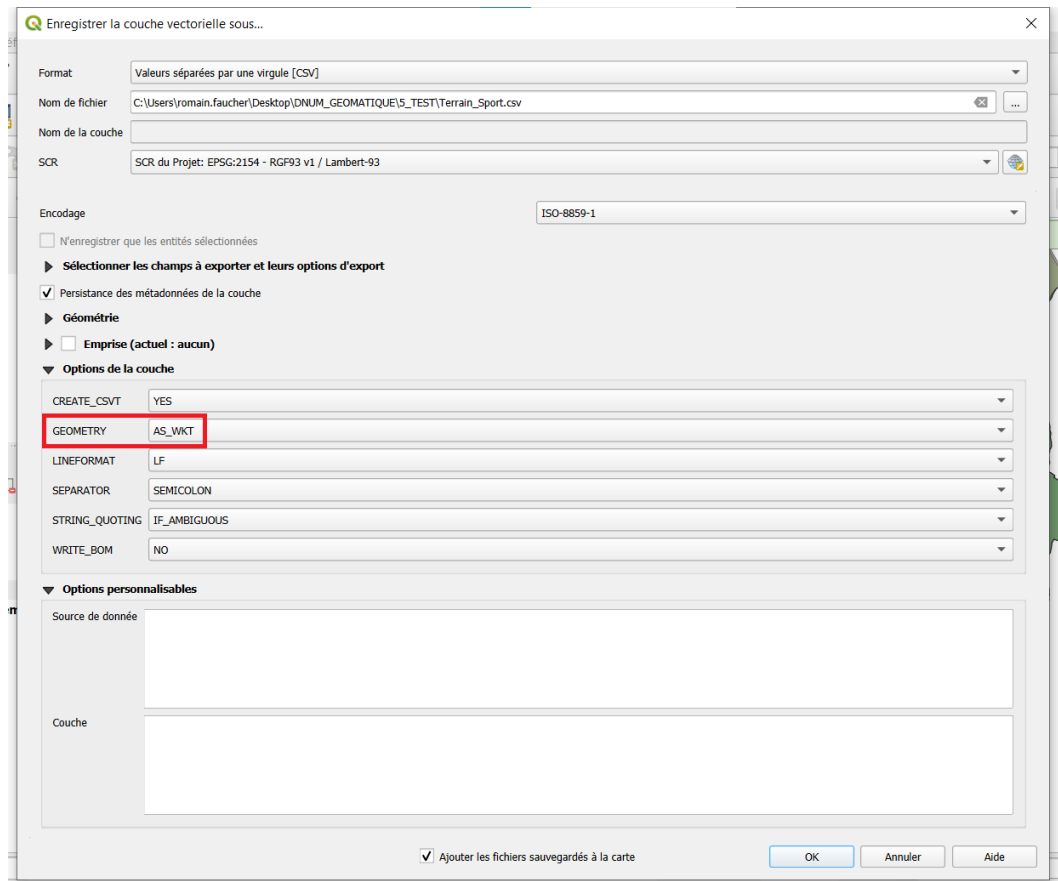 Enregistrer la couche vectorielle sous...
Format Valeurs séparées par une virgule [CSV]
Nom de fichier C:\Users\romain.faucher\Desktop\DNUM_GEOMATIQUE\5_TEST\Terrain_Sport.csv ...
Nom de la couche
SCR SCR du Projet: EPSG:2154 - RGF93 v1 / Lambert-93
Encodage ISO-8859-1
N'enregistrer que les entités sélectionnées
Sélectionner les champs à exporter et leurs options d'export
Persistance des métadonnées de la couche
Géométrie
Emprise (actuel : aucun)
Options de la couche
CREATE_CSVT YES
GEOMETRY AS_WKT
LINEFORMAT LF
SEPARATOR SEMICOLON
STRING_QUOTING IF_AMBIGUOUS
WRITE_BOM NO
Options personnalisables
Source de donnée
Couche
Ajouter les fichiers sauvegardés à la carte OK Annuler Aide